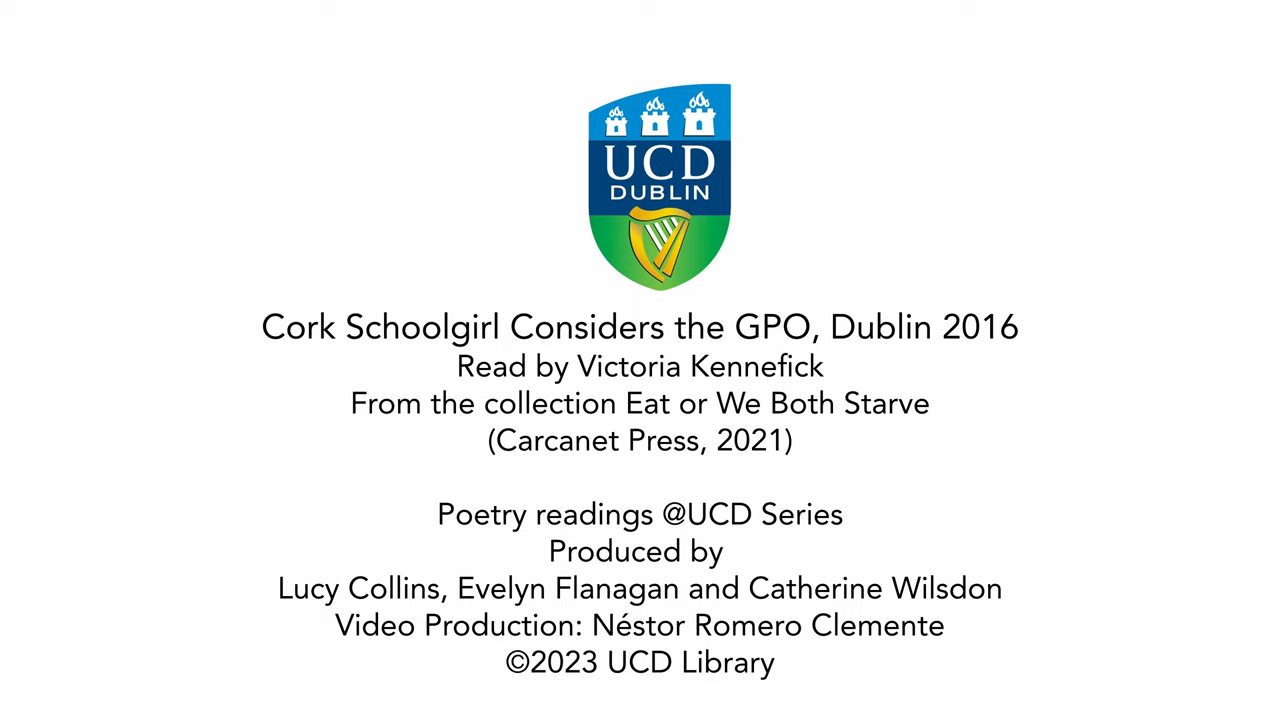 UCD
DUBLIN
Cork Schoolgirl Considers the GPO, Dublin 2016
Read by Victoria Kennefick
From the collection Eat or We Both Starve
(Carcanet Press, 2021)
Poetry readings @UCD Series
Produced by
Lucy Collins, Evelyn Flanagan and Catherine Wilsdon
Video Production: Néstor Romero Clemente
©2023 UCD Library